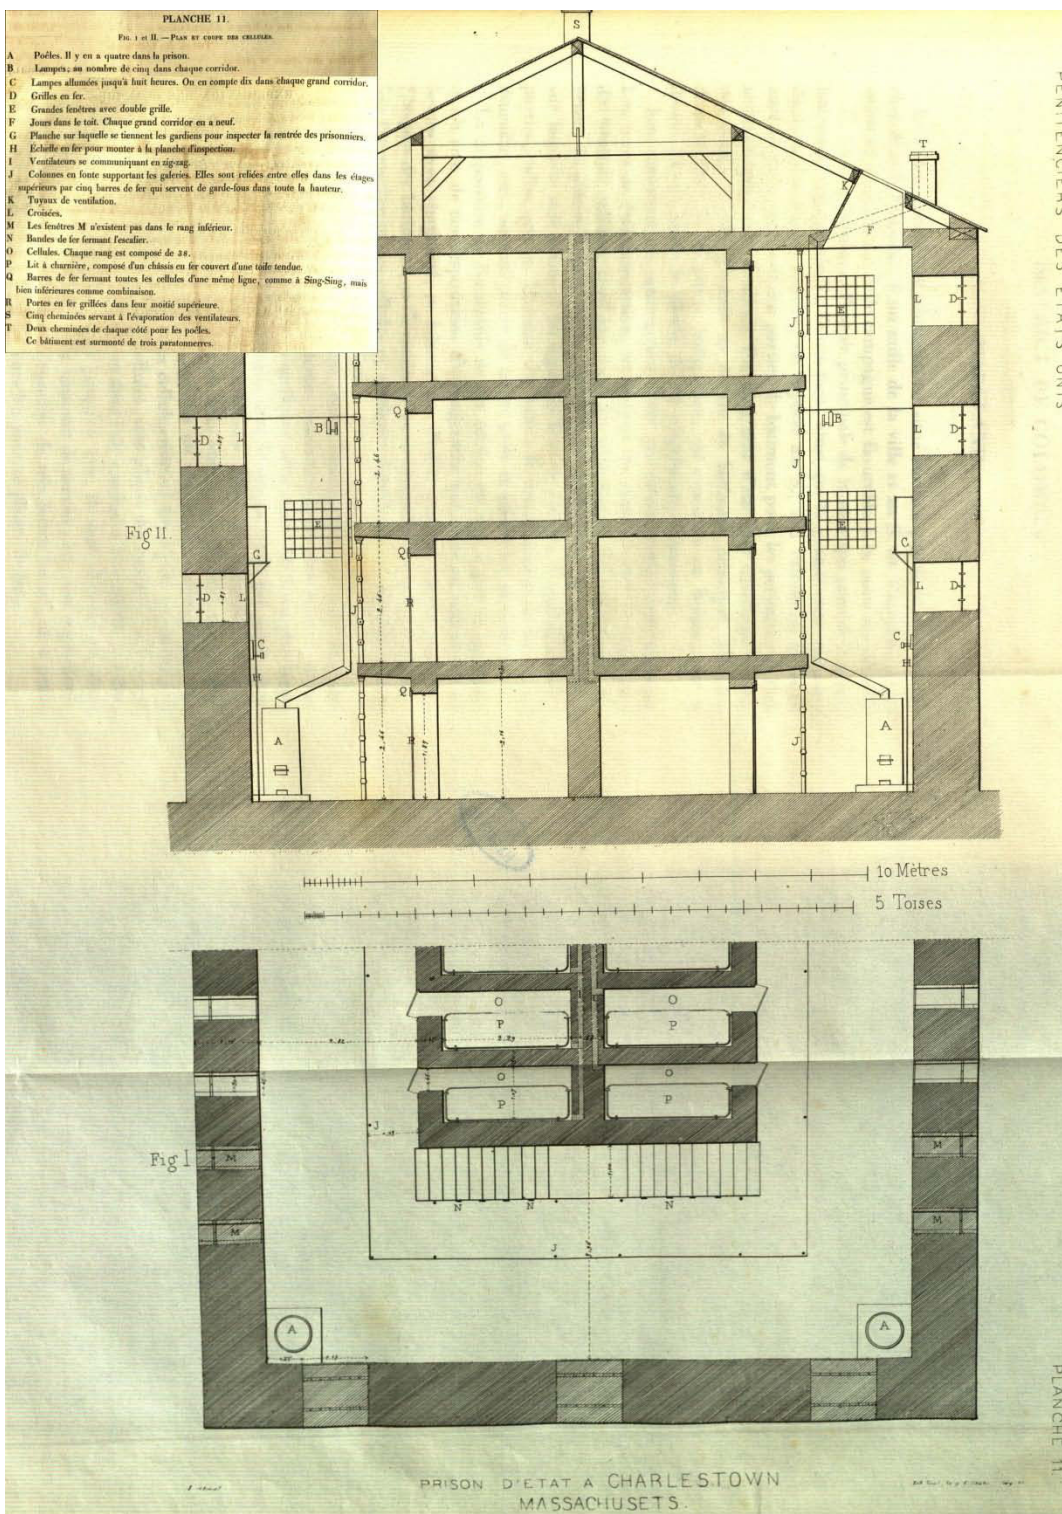 PLANCHE 11.
FIG. I et II. — PLAN ET COUPE DES CELLULES.
A Poêles. Il y en a quatre dans la prison.
B Lampes, au nombre de cinq dans chaque corridor.
C Lampes allumées jusqu'à huit heures. On en compte dix dans chaque grand corridor.
D Grilles en fer.
E Grandes fenêtres avec double grille.
F Jours dans le toit. Chaque grand corridor en a neuf.
G Planche sur laquelle se tiennent les gardiens pour inspecter la rentrée des prisonniers.
H Echelle en fer pour monter à la planche d'inspection.
I Ventilateurs se communiquant en zig-zag.
J Colonnes en fonte supportant les galeries. Elles sont reliées entre elles dans les étages
supérieurs par cinq barres de fer qui servent de garde-fous dans toute la hauteur.
K Tuyaux de ventilation.
L Croisées.
M Les fenêtres M n'existent pas dans le rang inférieur.
N Bandes de fer fermant l'escalier.
O Cellules. Chaque rang est composé de 38.
P Lit à charnière, composé d'un châssis en fer couvert d'une toile tendue.
Q Barres de fer fermant toutes les cellules d'une même ligne, comme à Sing-Sing, mais
bien inférieures comme combinaison.
R Portes en fer grillées dans leur moitié supérieure.
S Cinq cheminées servant à l'évaporation des ventilateurs.
T Deux cheminées de chaque côté pour les poêles.
Ce bâtiment est surmonté de trois paratonnerres.
S
T
K
F
PENITENCIAS DES ETATS UNIS
E
J
L D
B
Q
B
D L
L D
J
Fig II.
E
E
G
Q
G
D L
J
R
J
L D
C
C
H
H
Q
A
R
J
A
10 Mètres
5 Toises
O O
P P
O O
P P
J
Fig I
M
M
N N N
M
M
J
A
A
PLANCHE 11
PRISON D'ETAT A CHARLESTOWN
MASSACHUSETS.